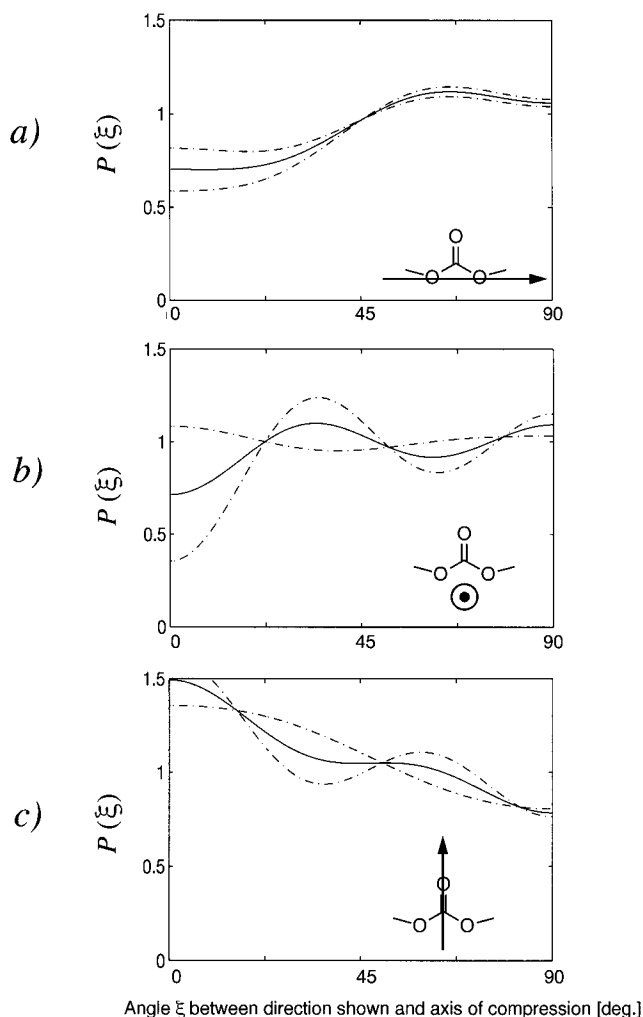 1.5
a)
P(ξ)
1
0.5
0
O
O O
0 45 90
1.5
b)
P(ξ)
1
0.5
0
O
O O
0 45 90
1.5
c)
P(ξ)
1
0.5
0
O
O O
0 45 90
Angle ξ between direction shown and axis of compression [deg.]